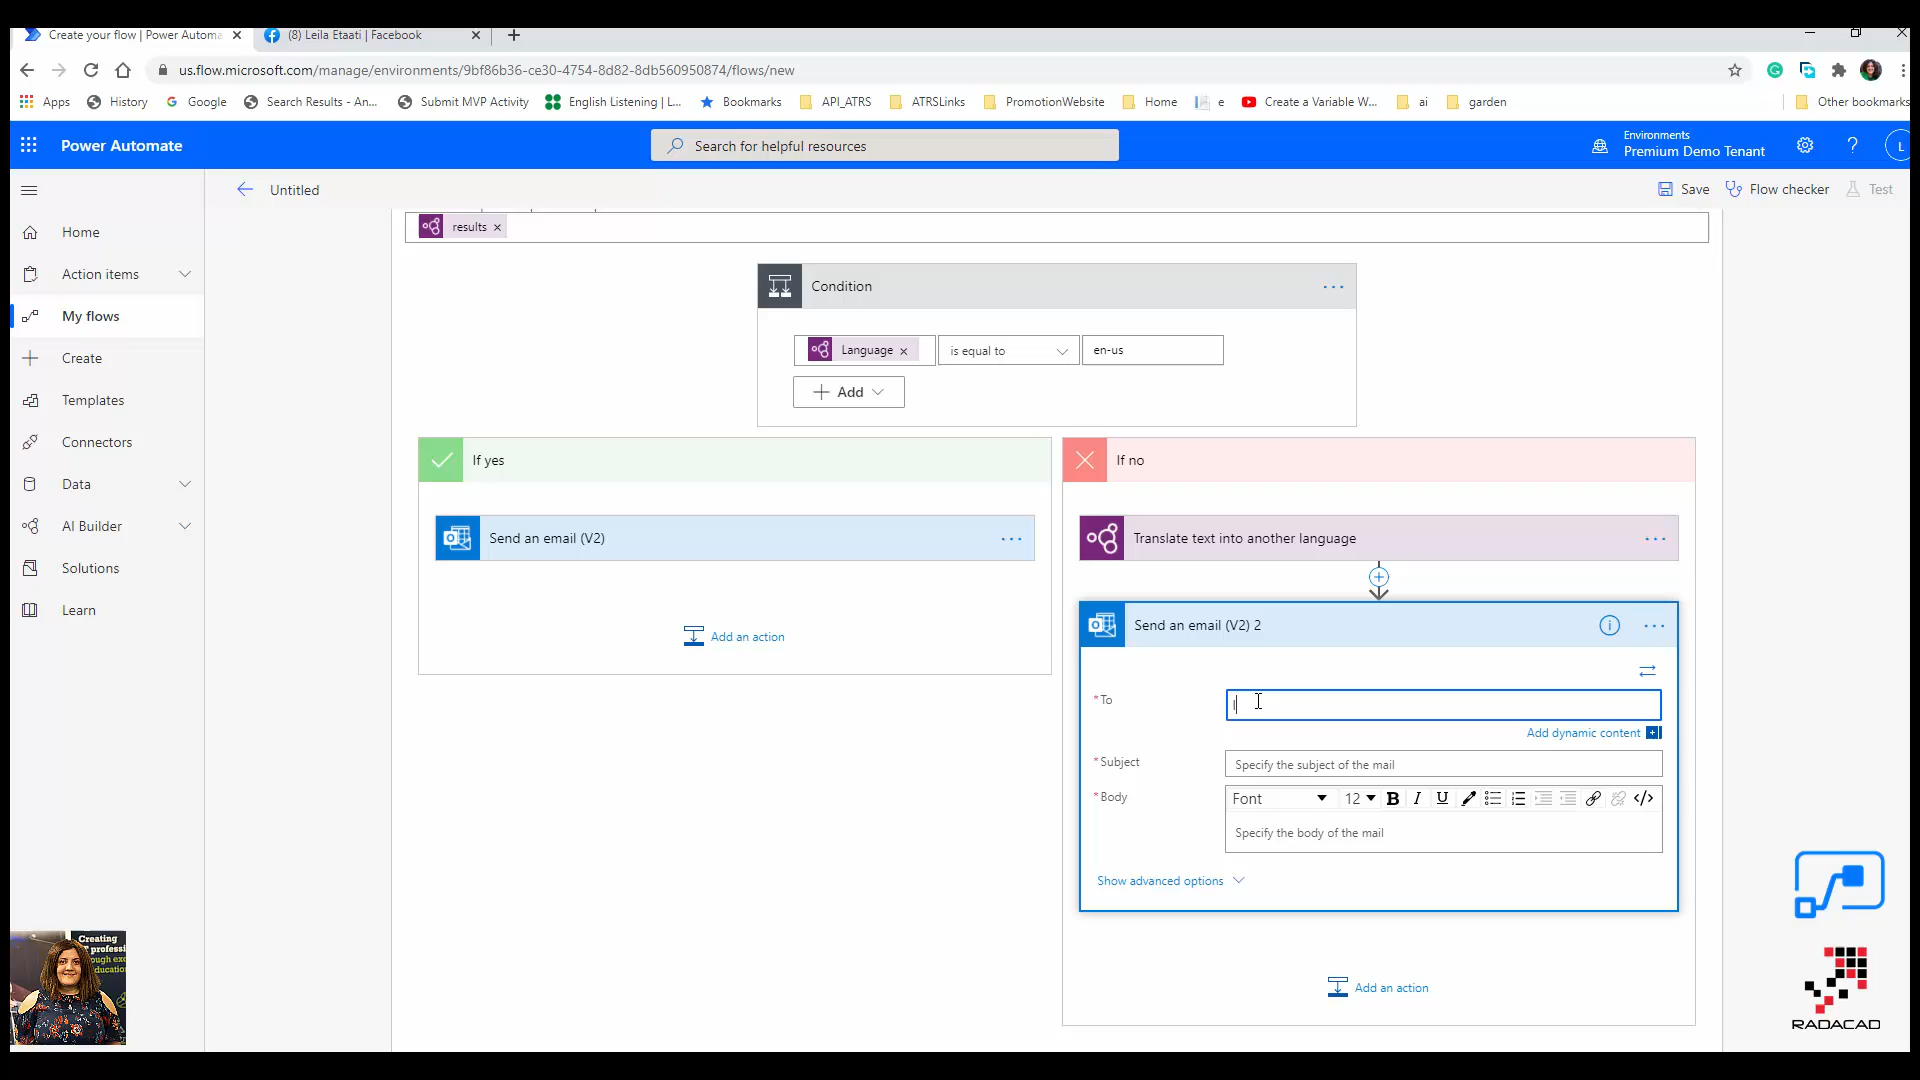 Create your flow | Power Automa
(8) Leila Etaati | Facebook
us.flow.microsoft.com/manage/environments/9bf86b36-ce30-4754-8d82-8db560950874/flows/new
Apps History Google Search Results - An... Submit MVP Activity English Listening | L... Bookmarks API_ATRS ATRSLinks PromotionWebsite Home e Create a Variable W... ai garden Other bookmarks
Power Automate
Search for helpful resources
Environments
Premium Demo Tenant
L
Untitled
Save Flow checker Test
Home
Action items
My flows
Create
Templates
Connectors
Data
AI Builder
Solutions
Learn
results
Condition
Language is equal to en-us
Add
If yes
Send an email (V2)
Add an action
If no
Translate text into another language
Send an email (V2) 2
* To
l
Add dynamic content
* Subject Specify the subject of the mail
* Body Font 12 B I U </>
Specify the body of the mail
Show advanced options
Add an action
Creating
RADACAD